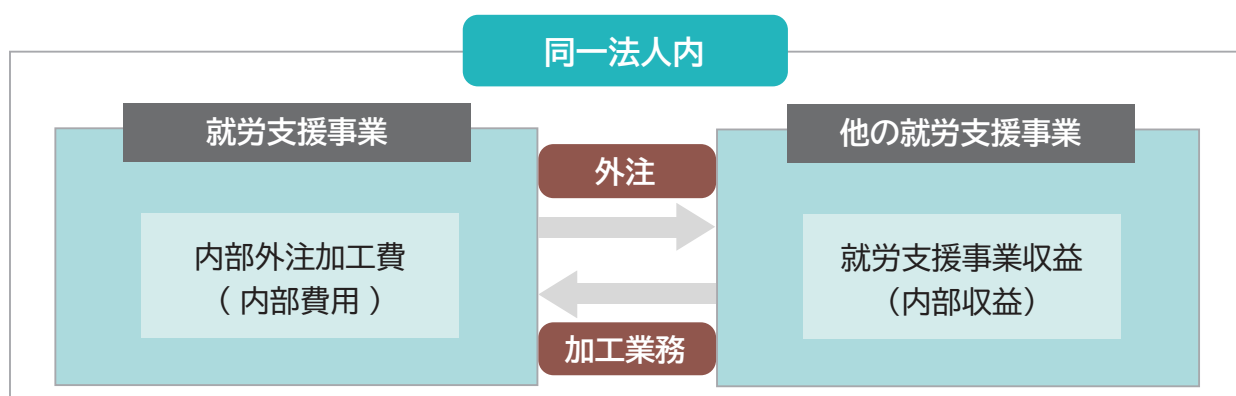 同一法人内
就労支援事業
他の就労支援事業
外注
内部外注加工費
（ 内部費用 ）
就労支援事業収益
（内部収益）
加工業務